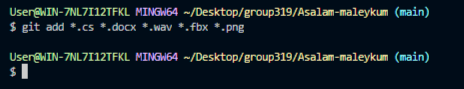 User@WIN-7NL7I12TFKL MINGW64 ~/Desktop/group319/Asalam-maleykum (main)
$ git add *.cs *.docx *.wav *.fbx *.png
User@WIN-7NL7I12TFKL MINGW64 ~/Desktop/group319/Asalam-maleykum (main)
$